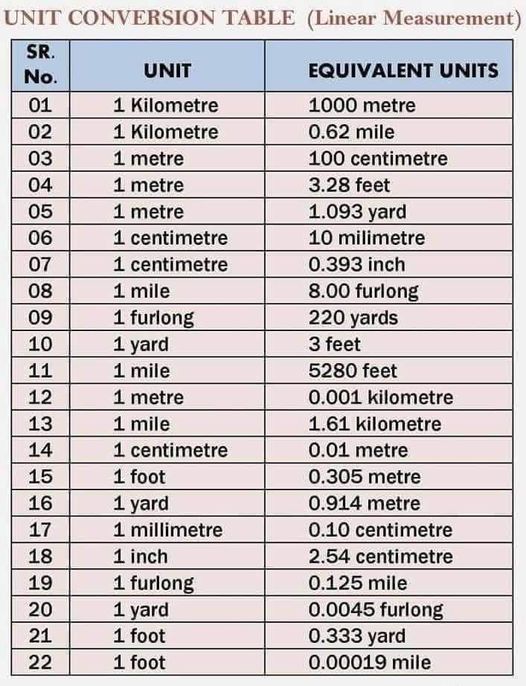 UNIT CONVERSION TABLE (Linear Measurement)
SR. No. UNIT EQUIVALENT UNITS
01 1 Kilometre 1000 metre
02 1 Kilometre 0.62 mile
03 1 metre 100 centimetre
04 1 metre 3.28 feet
05 1 metre 1.093 yard
06 1 centimetre 10 milimetre
07 1 centimetre 0.393 inch
08 1 mile 8.00 furlong
09 1 furlong 220 yards
10 1 yard 3 feet
11 1 mile 5280 feet
12 1 metre 0.001 kilometre
13 1 mile 1.61 kilometre
14 1 centimetre 0.01 metre
15 1 foot 0.305 metre
16 1 yard 0.914 metre
17 1 millimetre 0.10 centimetre
18 1 inch 2.54 centimetre
19 1 furlong 0.125 mile
20 1 yard 0.0045 furlong
21 1 foot 0.333 yard
22 1 foot 0.00019 mile